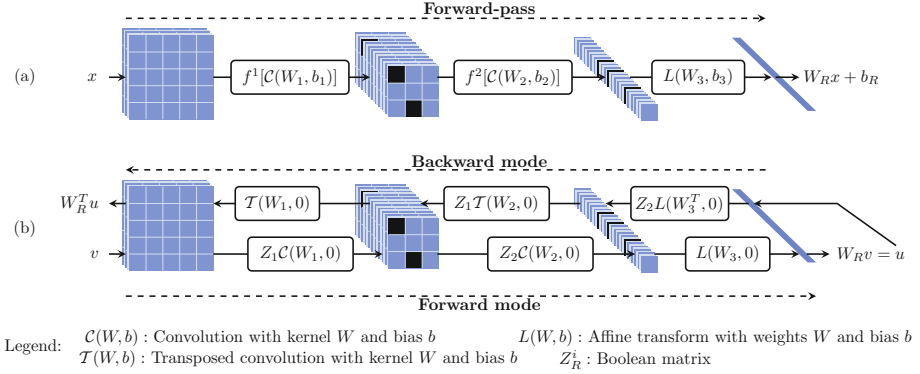 Forward-pass
(a) x f¹[𝒞(W₁, b₁)] f²[𝒞(W₂, b₂)] L(W₃, b₃) W_R x + b_R
Backward mode
W_R^T u 𝒯(W₁, 0) Z₁𝒯(W₂, 0) Z₂L(W₃^T, 0)
(b)
v Z₁𝒞(W₁, 0) Z₂𝒞(W₂, 0) L(W₃, 0) W_R v = u
Forward mode
Legend: 𝒞(W, b) : Convolution with kernel W and bias b L(W, b) : Affine transform with weights W and bias b
𝒯(W, b) : Transposed convolution with kernel W and bias b Z_R^i : Boolean matrix